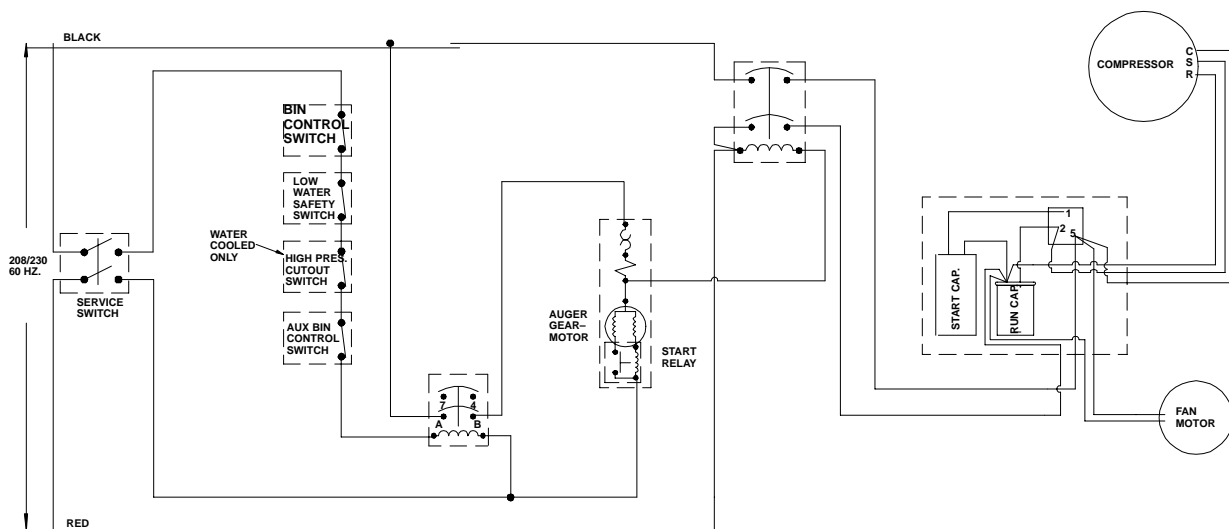 BLACK
208/230
60 HZ.
SERVICE
SWITCH
RED
BIN
CONTROL
SWITCH
LOW
WATER
SAFETY
SWITCH
WATER
COOLED
ONLY
HIGH PRES.
CUTOUT
SWITCH
AUX BIN
CONTROL
SWITCH
7 4
A B
AUGER
GEAR–
MOTOR
START
RELAY
COMPRESSOR
C
S
R
1
2
5
START CAP.
RUN CAP.
FAN
MOTOR